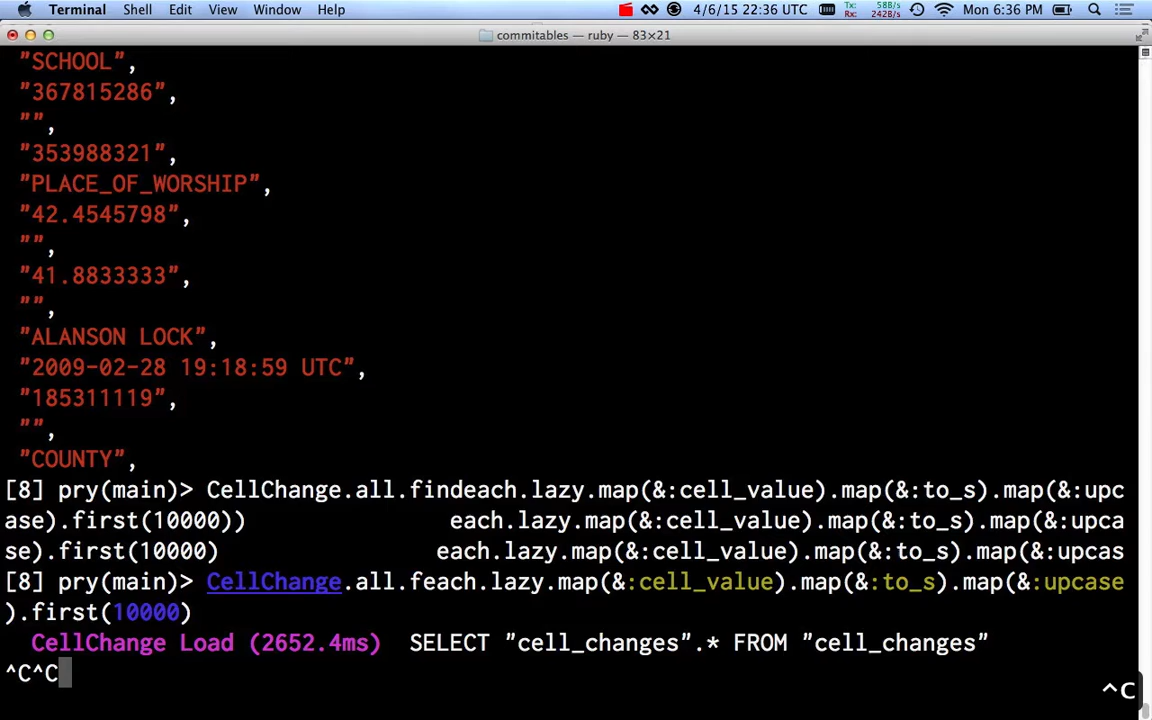 Terminal Shell Edit View Window Help 4/6/15 22:36 UTC Tx: 58B/s Rx: 242B/s Mon 6:36 PM
commitables — ruby — 83×21
"SCHOOL",
"367815286",
"",
"353988321",
"PLACE_OF_WORSHIP",
"42.4545798",
"",
"41.8833333",
"",
"ALANSON LOCK",
"2009-02-28 19:18:59 UTC",
"185311119",
"",
"COUNTY",
[8] pry(main)> CellChange.all.findeach.lazy.map(&:cell_value).map(&:to_s).map(&:upc
ase).first(10000)) each.lazy.map(&:cell_value).map(&:to_s).map(&:upca
se).first(10000) each.lazy.map(&:cell_value).map(&:to_s).map(&:upcas
[8] pry(main)> CellChange.all.feach.lazy.map(&:cell_value).map(&:to_s).map(&:upcase
).first(10000)
CellChange Load (2652.4ms) SELECT "cell_changes".* FROM "cell_changes"
^C^C
^C